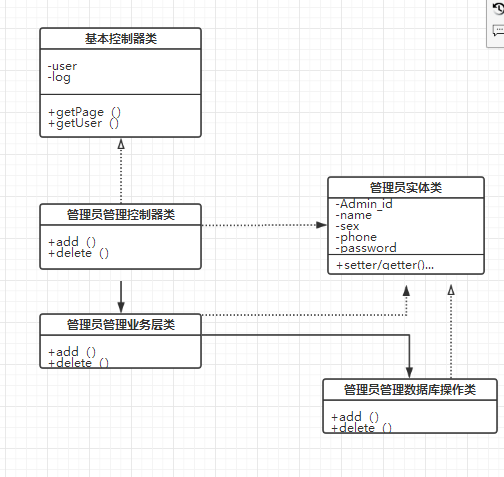 基本控制器类
-user
-log
+getPage（）
+getUser（）
管理员管理控制器类
+add（）
+delete（）
管理员实体类
-Admin_id
-name
-sex
-phone
-password
+setter/getter()...
管理员管理业务层类
+add（）
+delete（）
管理员管理数据库操作类
+add（）
+delete（）